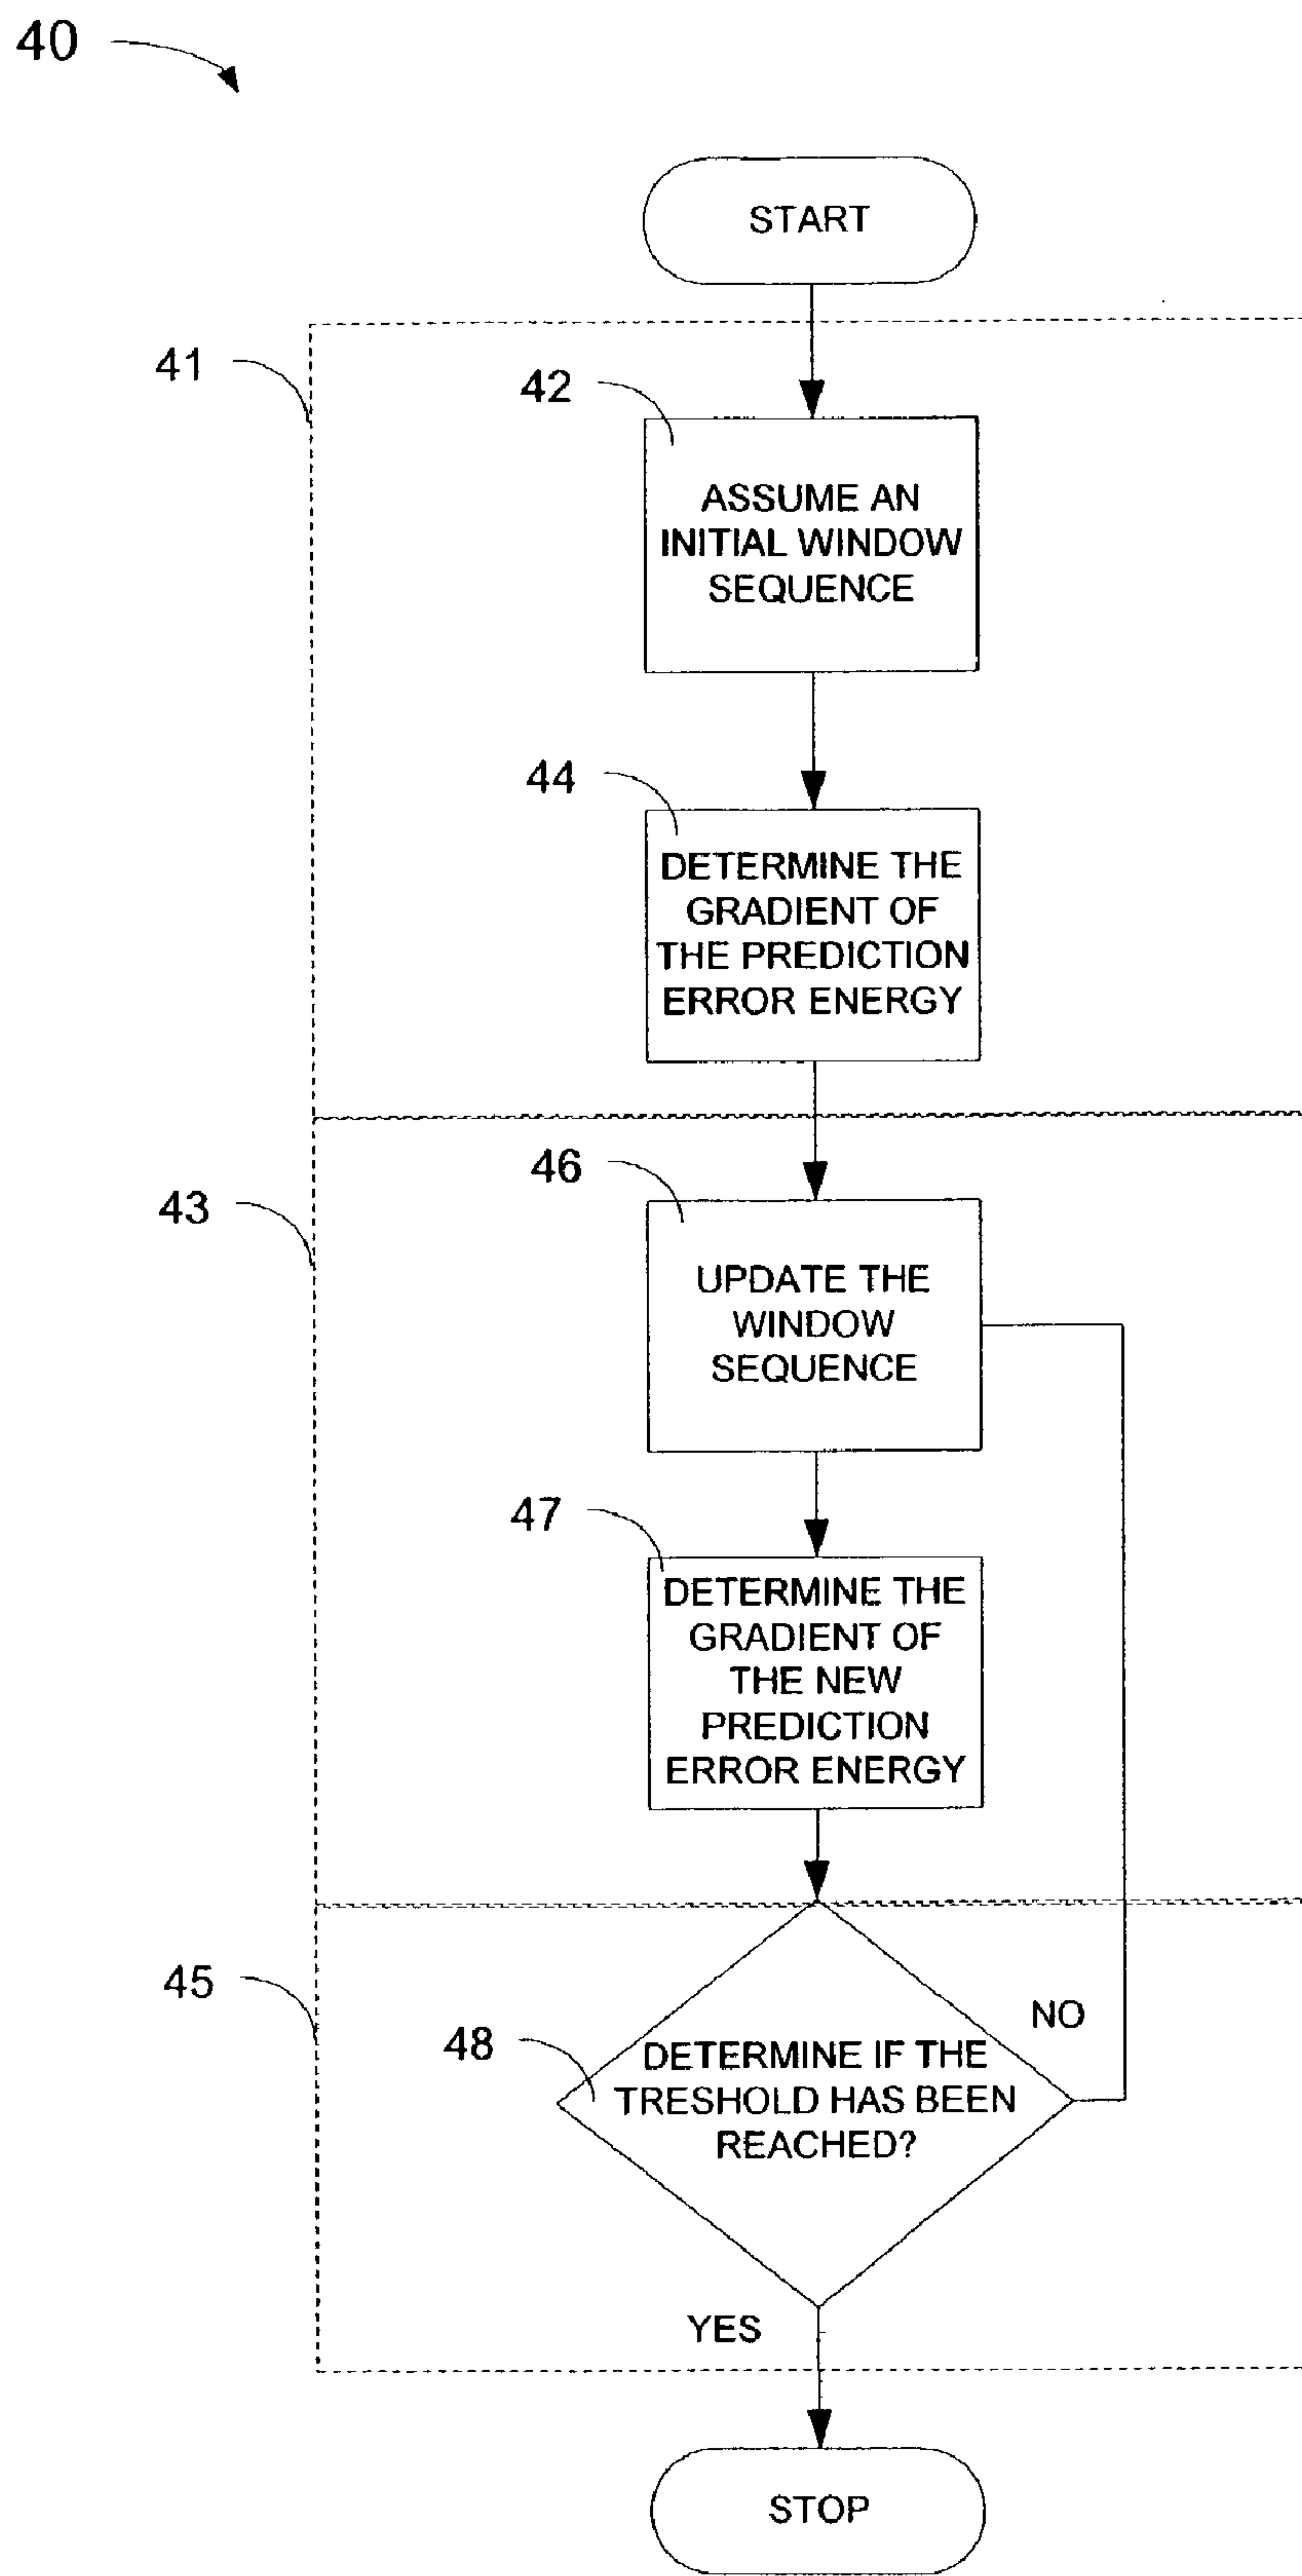 40
START
41
42
ASSUME AN
INITIAL WINDOW
SEQUENCE
44
DETERMINE THE
GRADIENT OF
THE PREDICTION
ERROR ENERGY
46
43
UPDATE THE
WINDOW
SEQUENCE
47
DETERMINE THE
GRADIENT OF
THE NEW
PREDICTION
ERROR ENERGY
45
NO
48
DETERMINE IF THE
TRESHOLD HAS BEEN
REACHED?
YES
STOP